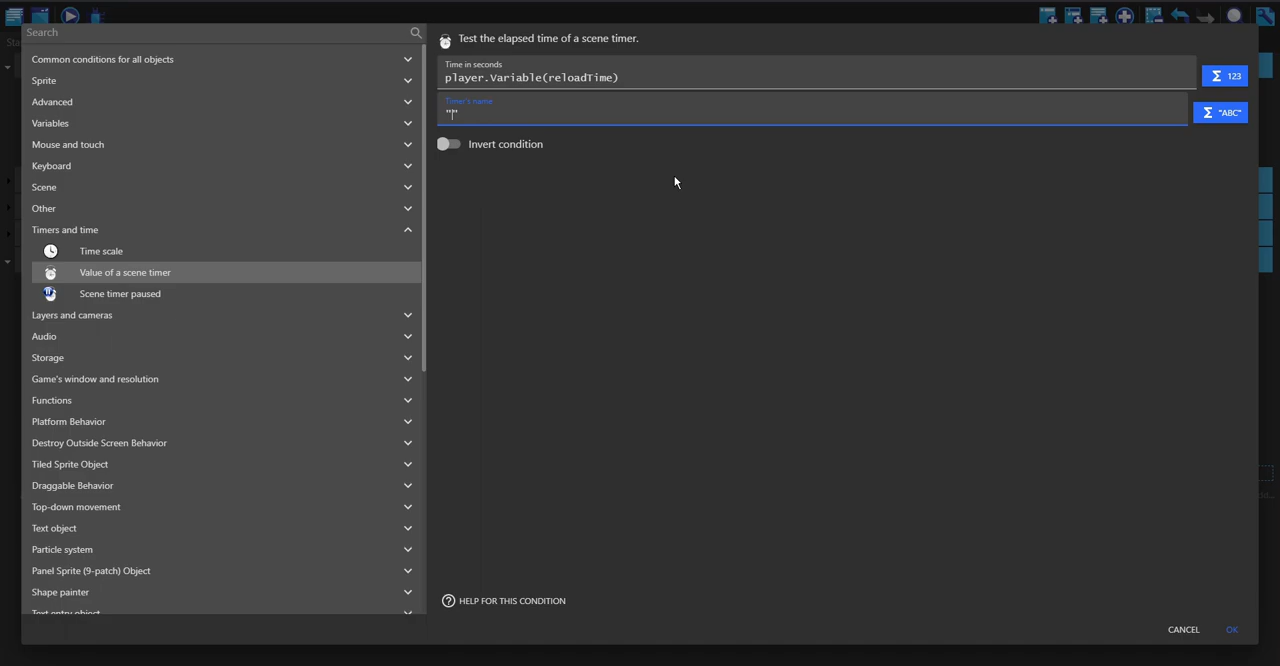 Search
Common conditions for all objects
Sprite
Advanced
Variables
Mouse and touch
Keyboard
Scene
Other
Timers and time
Time scale
Value of a scene timer
Scene timer paused
Layers and cameras
Audio
Storage
Game's window and resolution
Functions
Platform Behavior
Destroy Outside Screen Behavior
Tiled Sprite Object
Draggable Behavior
Top-down movement
Text object
Particle system
Panel Sprite (9-patch) Object
Shape painter
Text entry object
Test the elapsed time of a scene timer.
Time in seconds
player.Variable(reloadTime)
Σ 123
Timer's name
""
Σ "ABC"
Invert condition
HELP FOR THIS CONDITION
CANCEL
OK